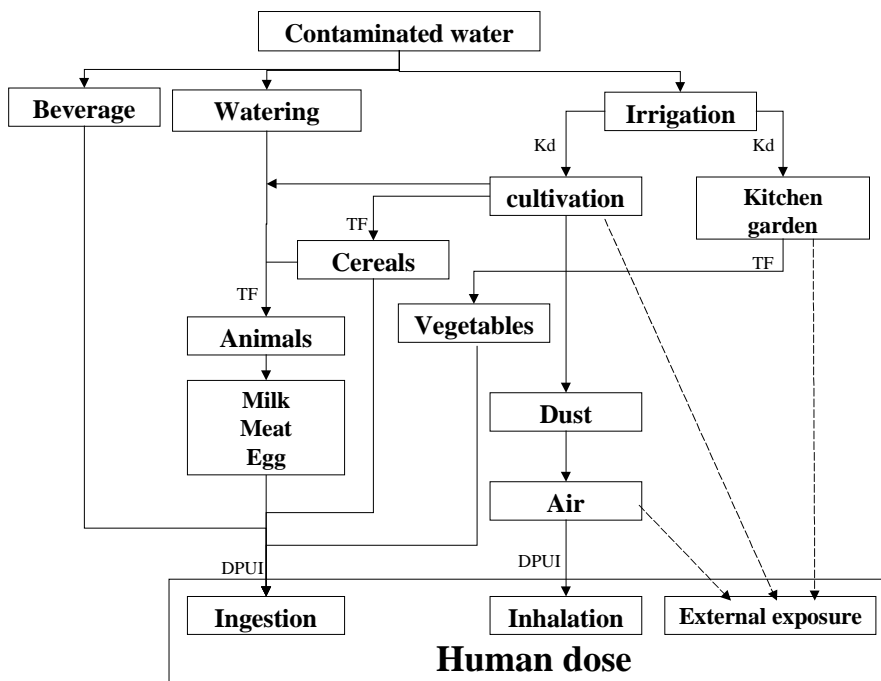 Contaminated water
Beverage
Watering
Irrigation
Kd
Kd
cultivation
Kitchen
garden
TF
Cereals
TF
TF
Vegetables
Animals
Milk
Meat
Egg
Dust
Air
DPUI
DPUI
Ingestion
Inhalation
External exposure
Human dose